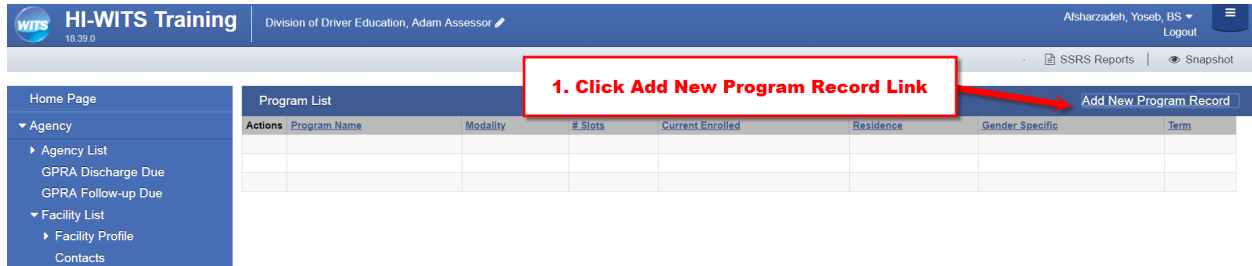 WITS
HI-WITS Training
18.39.0
Division of Driver Education, Adam Assessor
Afsharzadeh, Yoseb, BS
Logout
SSRS Reports | Snapshot
Home Page
Agency
Agency List
GPRA Discharge Due
GPRA Follow-up Due
Facility List
Facility Profile
Contacts
Program List
1. Click Add New Program Record Link
Add New Program Record
Actions Program Name Modality # Slots Current Enrolled Residence Gender Specific Term